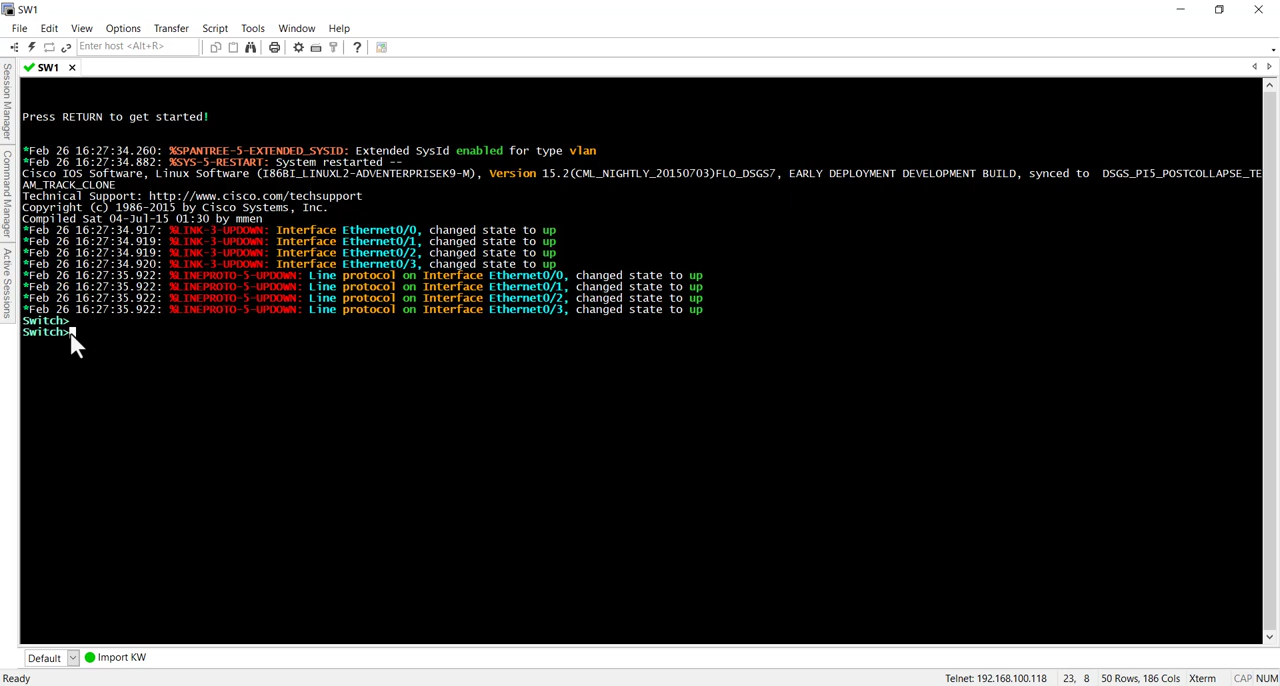 SW1
File Edit View Options Transfer Script Tools Window Help
Enter host <Alt+R>
SW1
Session Manager
Command Manager
Active Sessions
Press RETURN to get started!
*Feb 26 16:27:34.260: %SPANTREE-5-EXTENDED_SYSID: Extended SysId enabled for type vlan
*Feb 26 16:27:34.882: %SYS-5-RESTART: System restarted --
Cisco IOS Software, Linux Software (I86BI_LINUXL2-ADVENTERPRISEK9-M), Version 15.2(CML_NIGHTLY_20150703)FLO_DSGS7, EARLY DEPLOYMENT DEVELOPMENT BUILD, synced to  DSGS_PI5_POSTCOLLAPSE_TE
AM_TRACK_CLONE
Technical Support: http://www.cisco.com/techsupport
Copyright (c) 1986-2015 by Cisco Systems, Inc.
Compiled Sat 04-Jul-15 01:30 by mmen
*Feb 26 16:27:34.917: %LINK-3-UPDOWN: Interface Ethernet0/0, changed state to up
*Feb 26 16:27:34.919: %LINK-3-UPDOWN: Interface Ethernet0/1, changed state to up
*Feb 26 16:27:34.919: %LINK-3-UPDOWN: Interface Ethernet0/2, changed state to up
*Feb 26 16:27:34.920: %LINK-3-UPDOWN: Interface Ethernet0/3, changed state to up
*Feb 26 16:27:35.922: %LINEPROTO-5-UPDOWN: Line protocol on Interface Ethernet0/0, changed state to up
*Feb 26 16:27:35.922: %LINEPROTO-5-UPDOWN: Line protocol on Interface Ethernet0/1, changed state to up
*Feb 26 16:27:35.922: %LINEPROTO-5-UPDOWN: Line protocol on Interface Ethernet0/2, changed state to up
*Feb 26 16:27:35.922: %LINEPROTO-5-UPDOWN: Line protocol on Interface Ethernet0/3, changed state to up
Switch>
Switch>
Default Import KW
Ready Telnet: 192.168.100.118 23, 8 50 Rows, 186 Cols Xterm CAP NUM